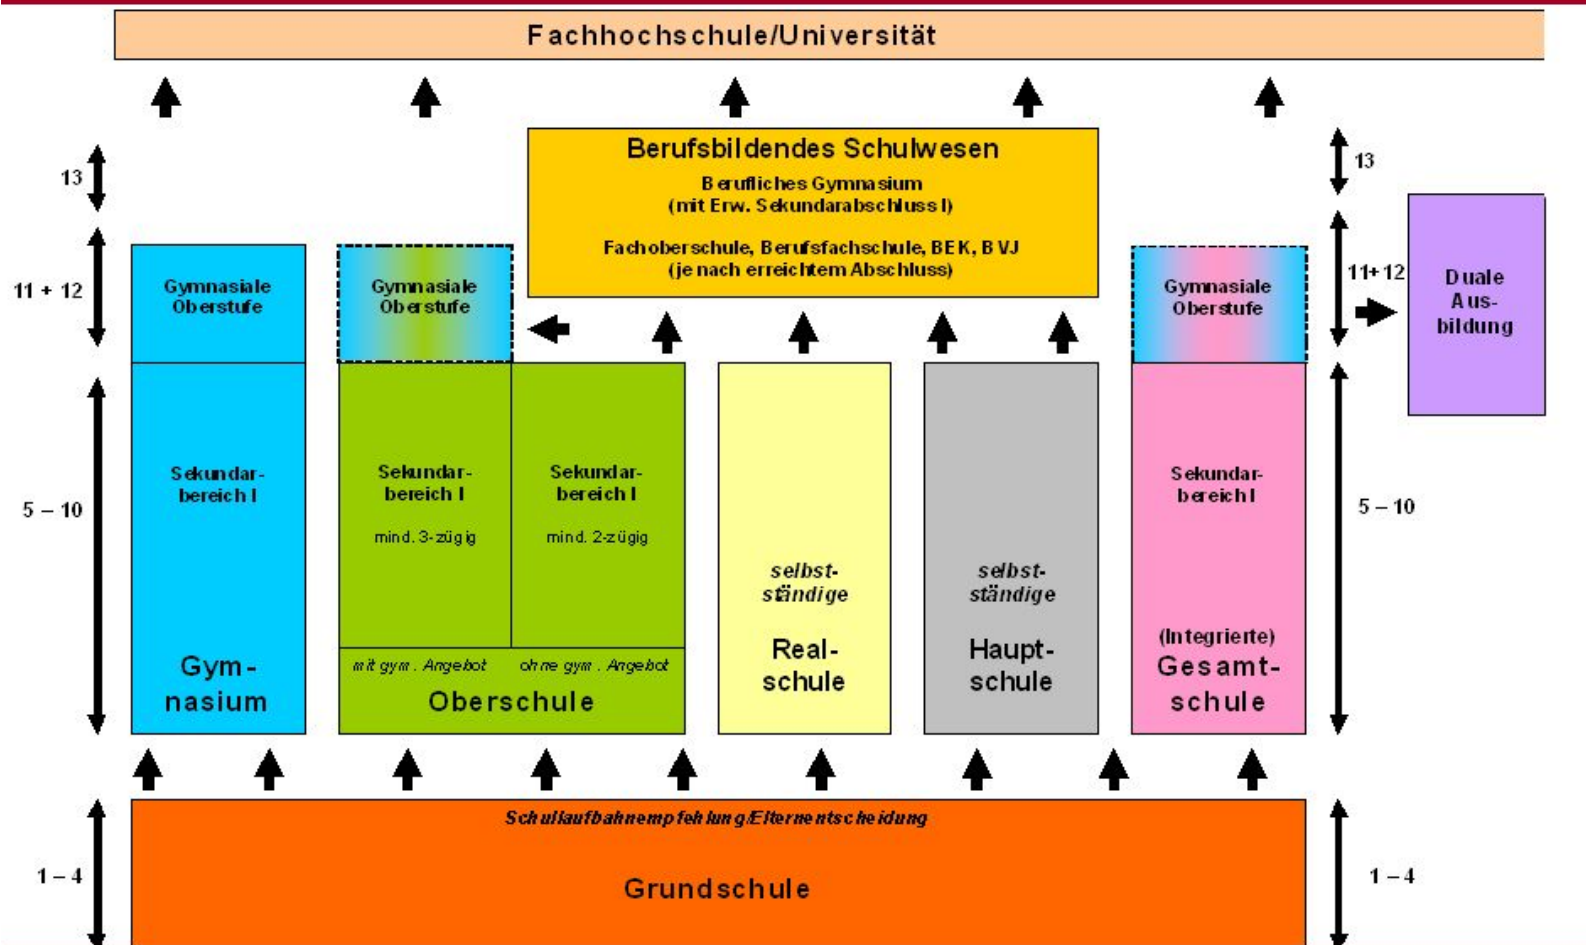 Fachhochschule/Universität
Berufsbildendes Schulwesen
Berufliches Gymnasium
(mit Erw. Sekundarabschluss I)
Fachoberschule, Berufsfachschule, BEK, BVJ
(je nach erreichtem Abschluss)
13
13
11 + 12
Gymnasiale
Oberstufe
Gymnasiale
Oberstufe
Gymnasiale
Oberstufe
11+ 12
Duale
Aus-
bildung
5 – 10
Sekundar-
bereich I
Gym-
nasium
Sekundar-
bereich I
mind. 3-zügig
mit gym. Angebot
Sekundar-
bereich I
mind. 2-zügig
ohne gym. Angebot
Oberschule
selbst-
ständige
Real-
schule
selbst-
ständige
Haupt-
schule
Sekundar-
bereich I
(Integrierte)
Gesamt-
schule
5 – 10
Schullaufbahnempfehlung/Elternentscheidung
1 – 4
Grundschule
1 – 4